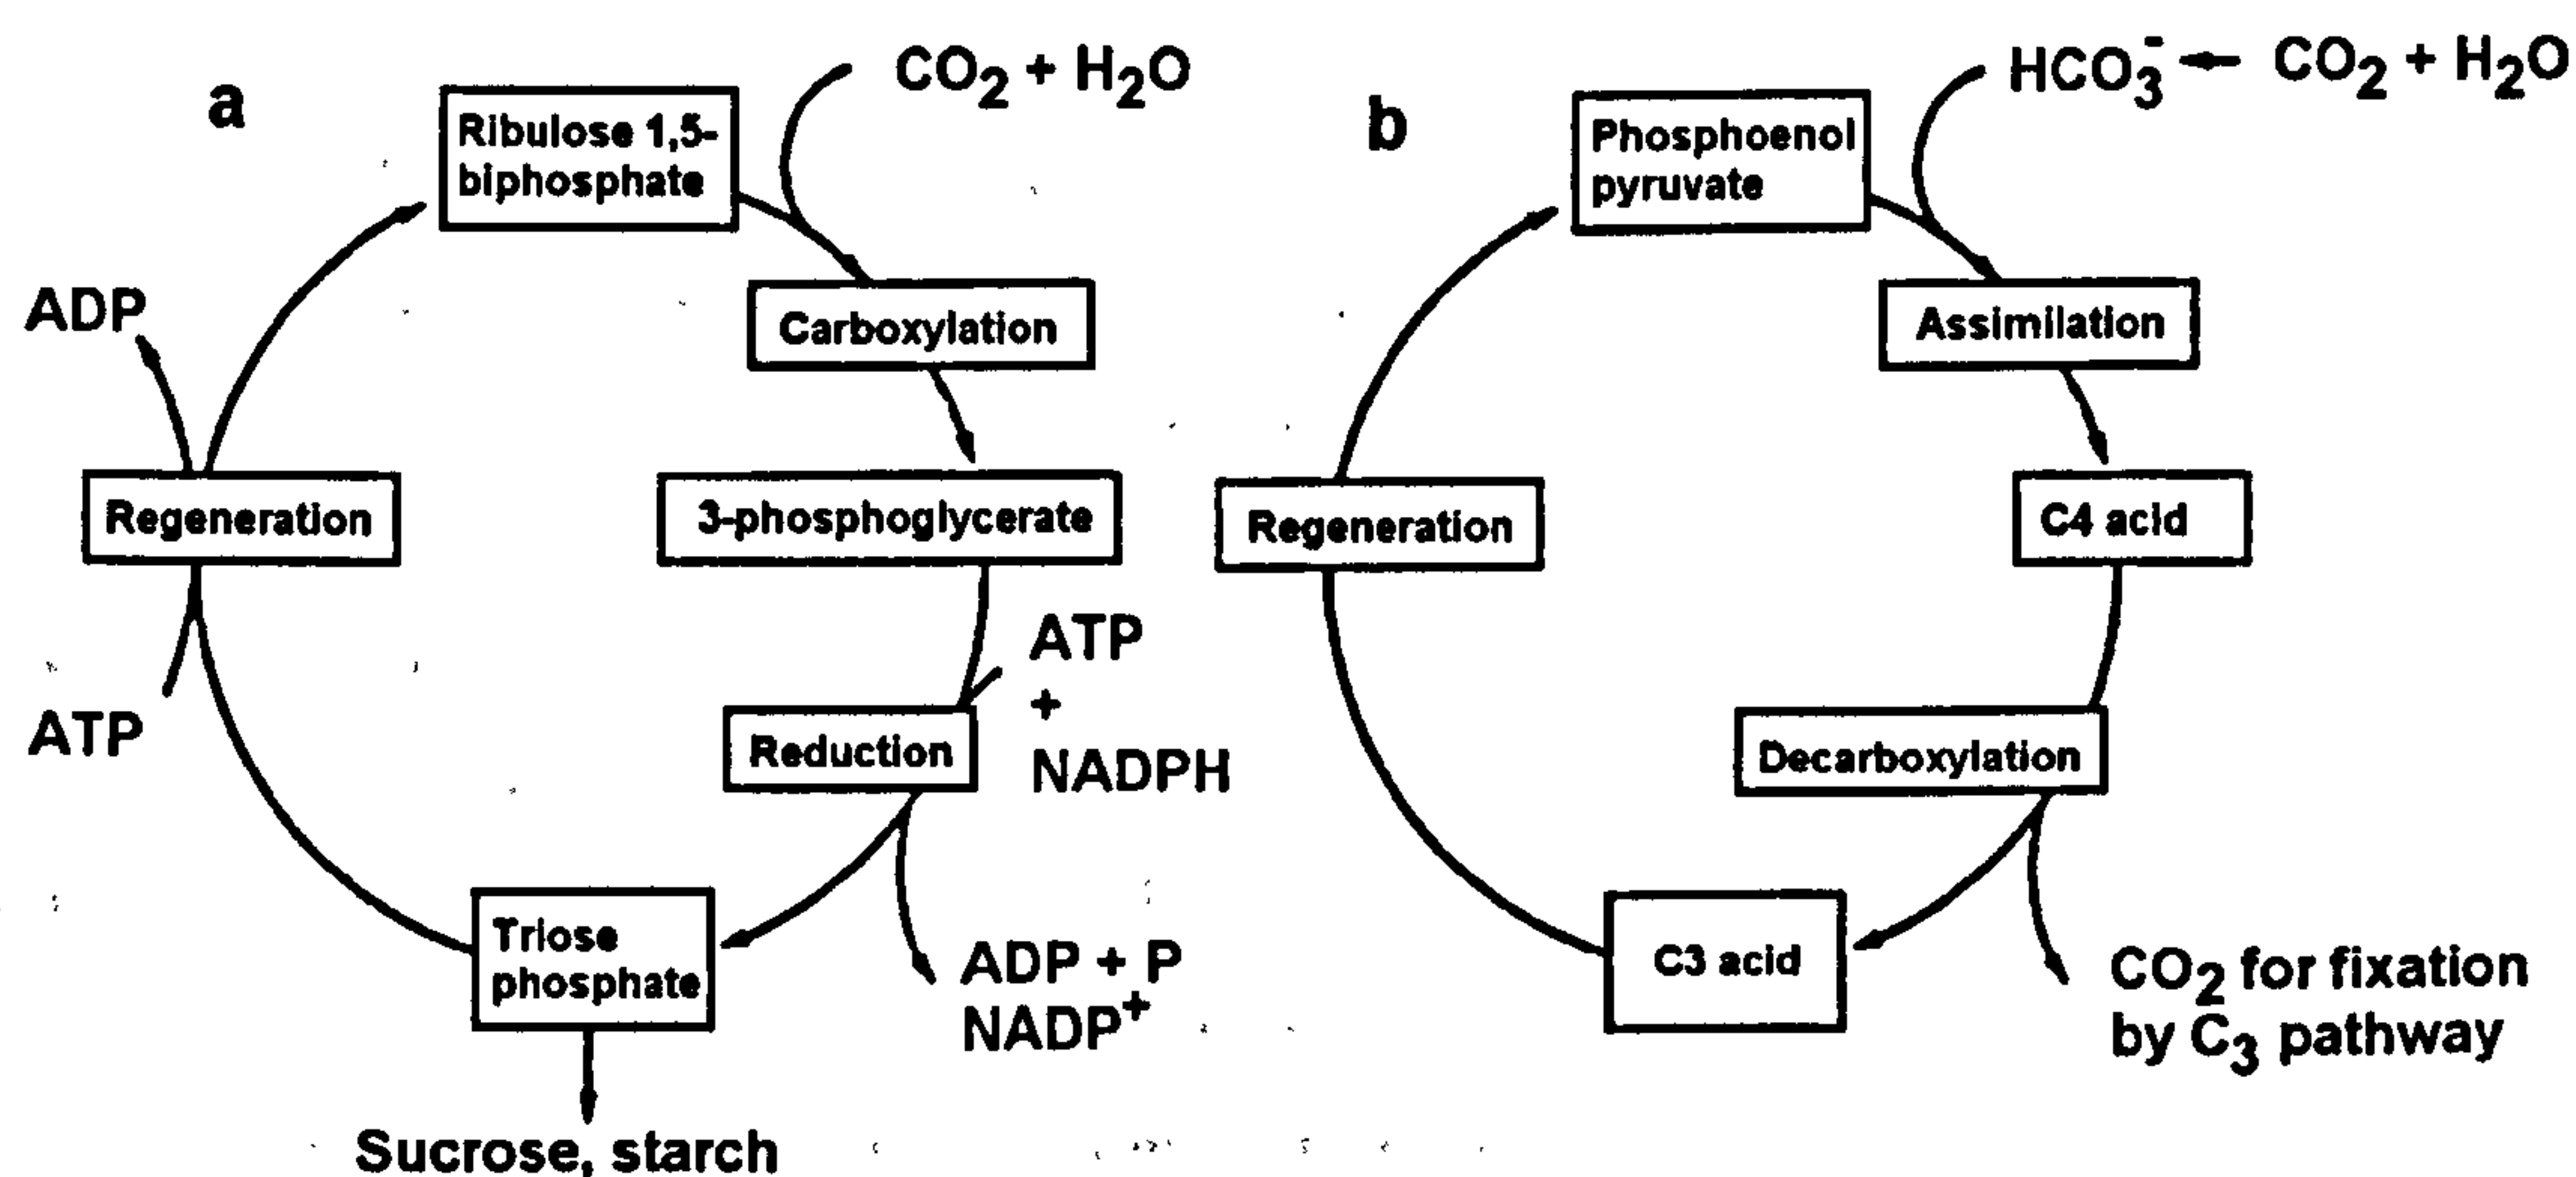 a
CO2 + H2O
Ribulose 1,5-
biphosphate
Carboxylation
3-phosphoglycerate
ATP
+
NADPH
Reduction
ADP + P
NADP+
Triose
phosphate
Sucrose, starch
ATP
Regeneration
ADP
b
HCO3- ← CO2 + H2O
Phosphoenol
pyruvate
Assimilation
C4 acid
Decarboxylation
CO2 for fixation
by C3 pathway
C3 acid
Regeneration